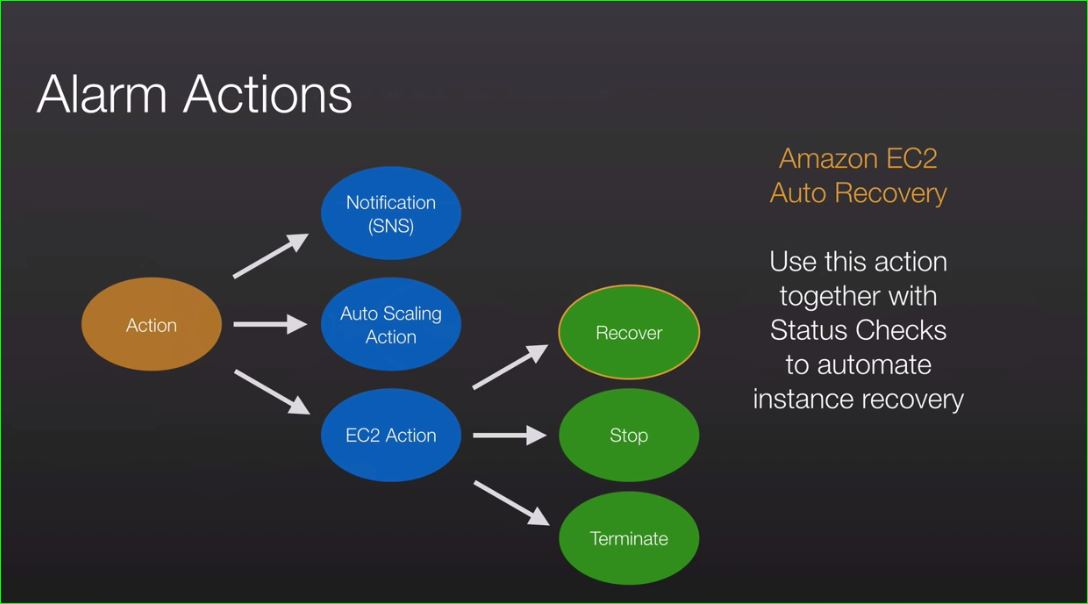 Alarm Actions
Amazon EC2
Auto Recovery
Notification
(SNS)
Use this action
together with
Status Checks
to automate
instance recovery
Action
Auto Scaling
Action
Recover
EC2 Action
Stop
Terminate